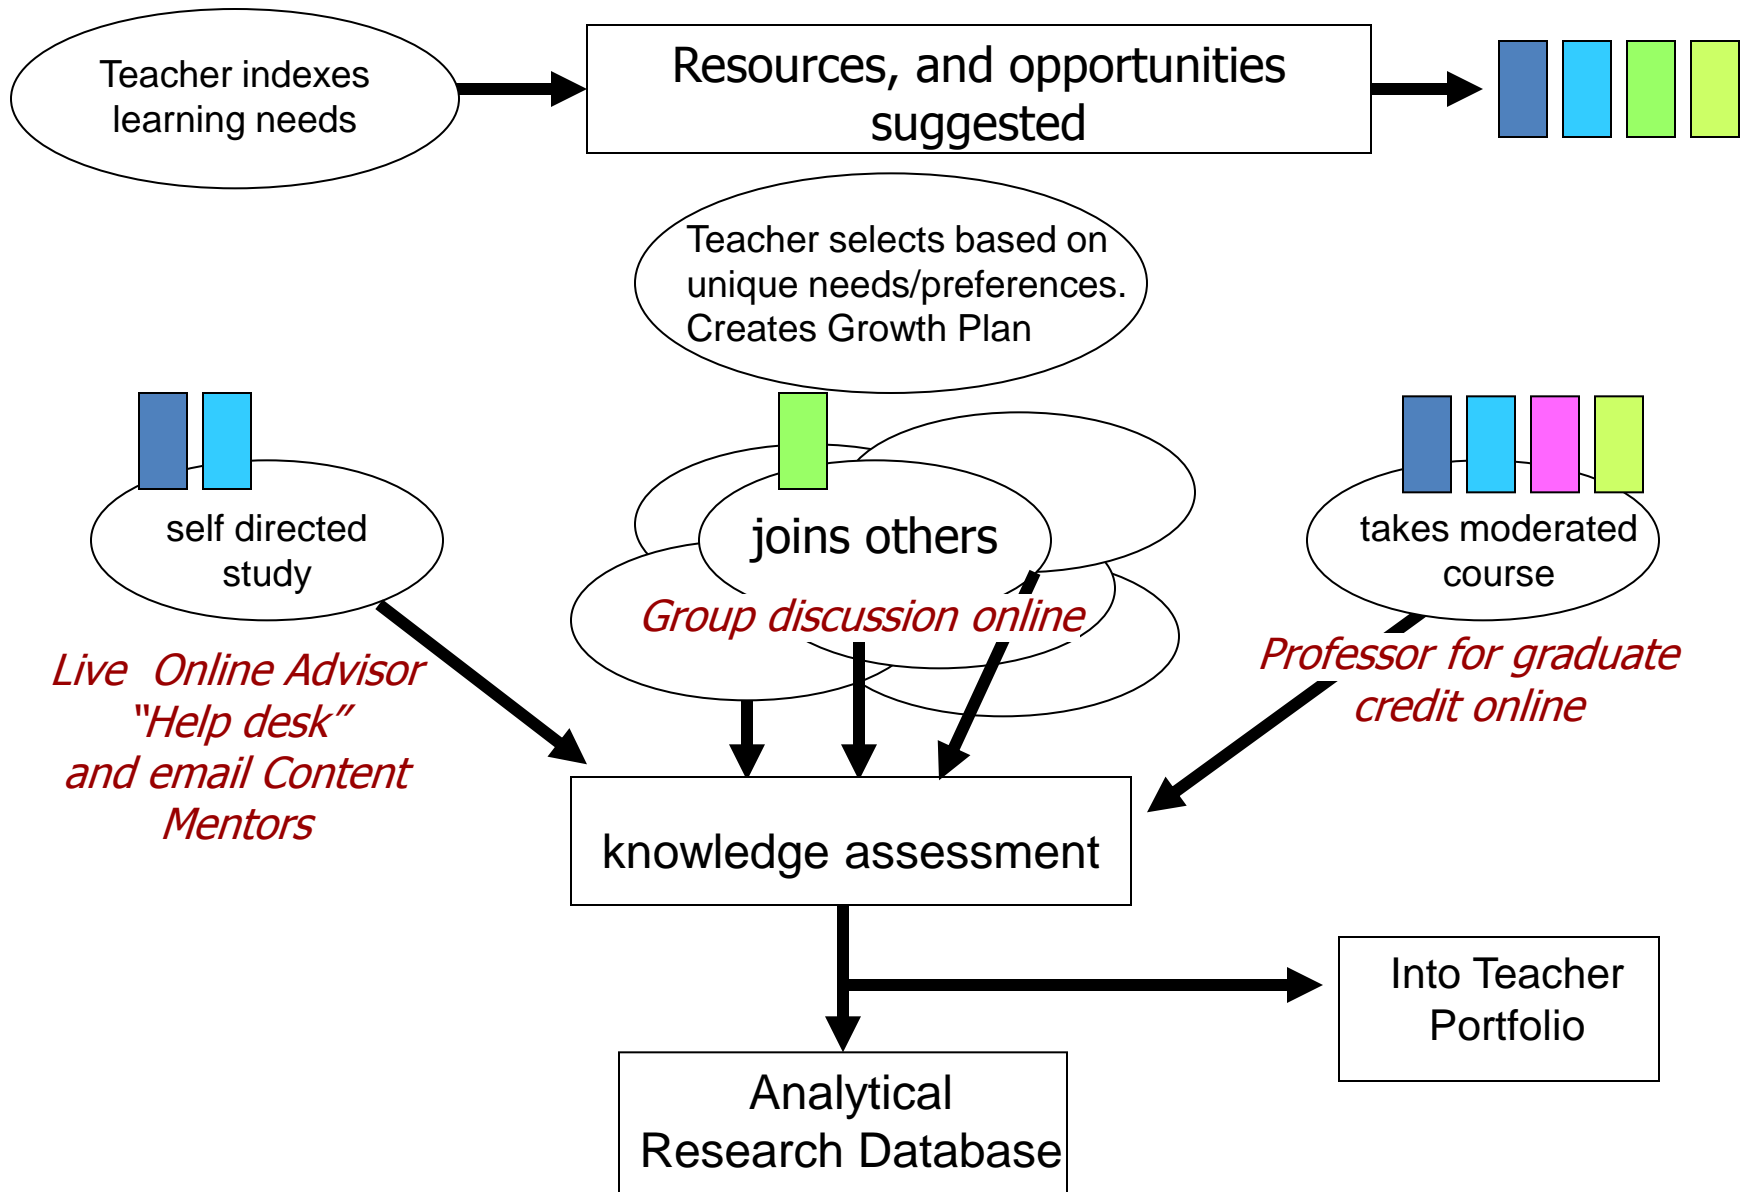 Teacher indexes
learning needs
Resources, and opportunities
suggested
Teacher selects based on
unique needs/preferences.
Creates Growth Plan
self directed
study
joins others
takes moderated
course
Group discussion online
Live  Online Advisor
“Help desk”
and email Content
Mentors
Professor for graduate
credit online
knowledge assessment
Into Teacher
Portfolio
Analytical
Research Database